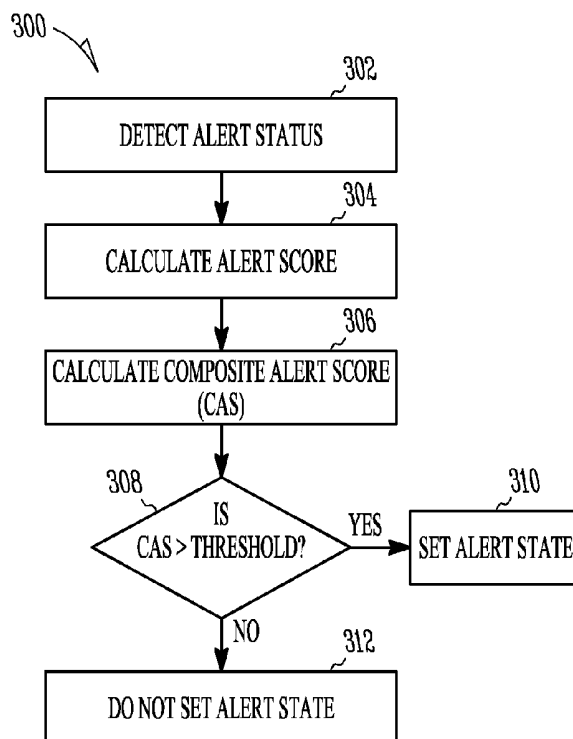 300
302
DETECT ALERT STATUS
304
CALCULATE ALERT SCORE
306
CALCULATE COMPOSITE ALERT SCORE
(CAS)
308
IS
CAS > THRESHOLD?
YES
310
SET ALERT STATE
NO
312
DO NOT SET ALERT STATE